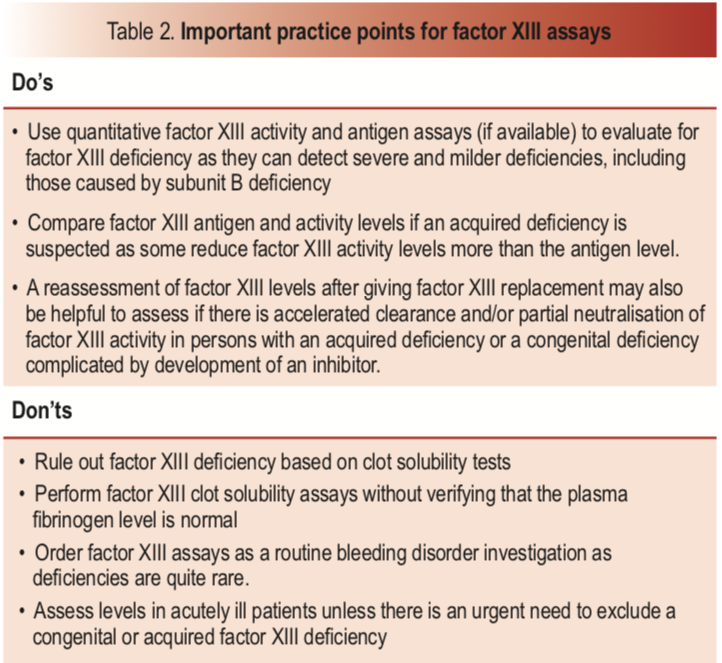 Table 2. Important practice points for factor XIII assays
Do's
• Use quantitative factor XIII activity and antigen assays (if available) to evaluate for
factor XIII deficiency as they can detect severe and milder deficiencies, including
those caused by subunit B deficiency
• Compare factor XIII antigen and activity levels if an acquired deficiency is
suspected as some reduce factor XIII activity levels more than the antigen level.
• A reassessment of factor XIII levels after giving factor XIII replacement may also
be helpful to assess if there is accelerated clearance and/or partial neutralisation of
factor XIII activity in persons with an acquired deficiency or a congenital deficiency
complicated by development of an inhibitor.
Don'ts
• Rule out factor XIII deficiency based on clot solubility tests
• Perform factor XIII clot solubility assays without verifying that the plasma
fibrinogen level is normal
• Order factor XIII assays as a routine bleeding disorder investigation as
deficiencies are quite rare.
• Assess levels in acutely ill patients unless there is an urgent need to exclude a
congenital or acquired factor XIII deficiency